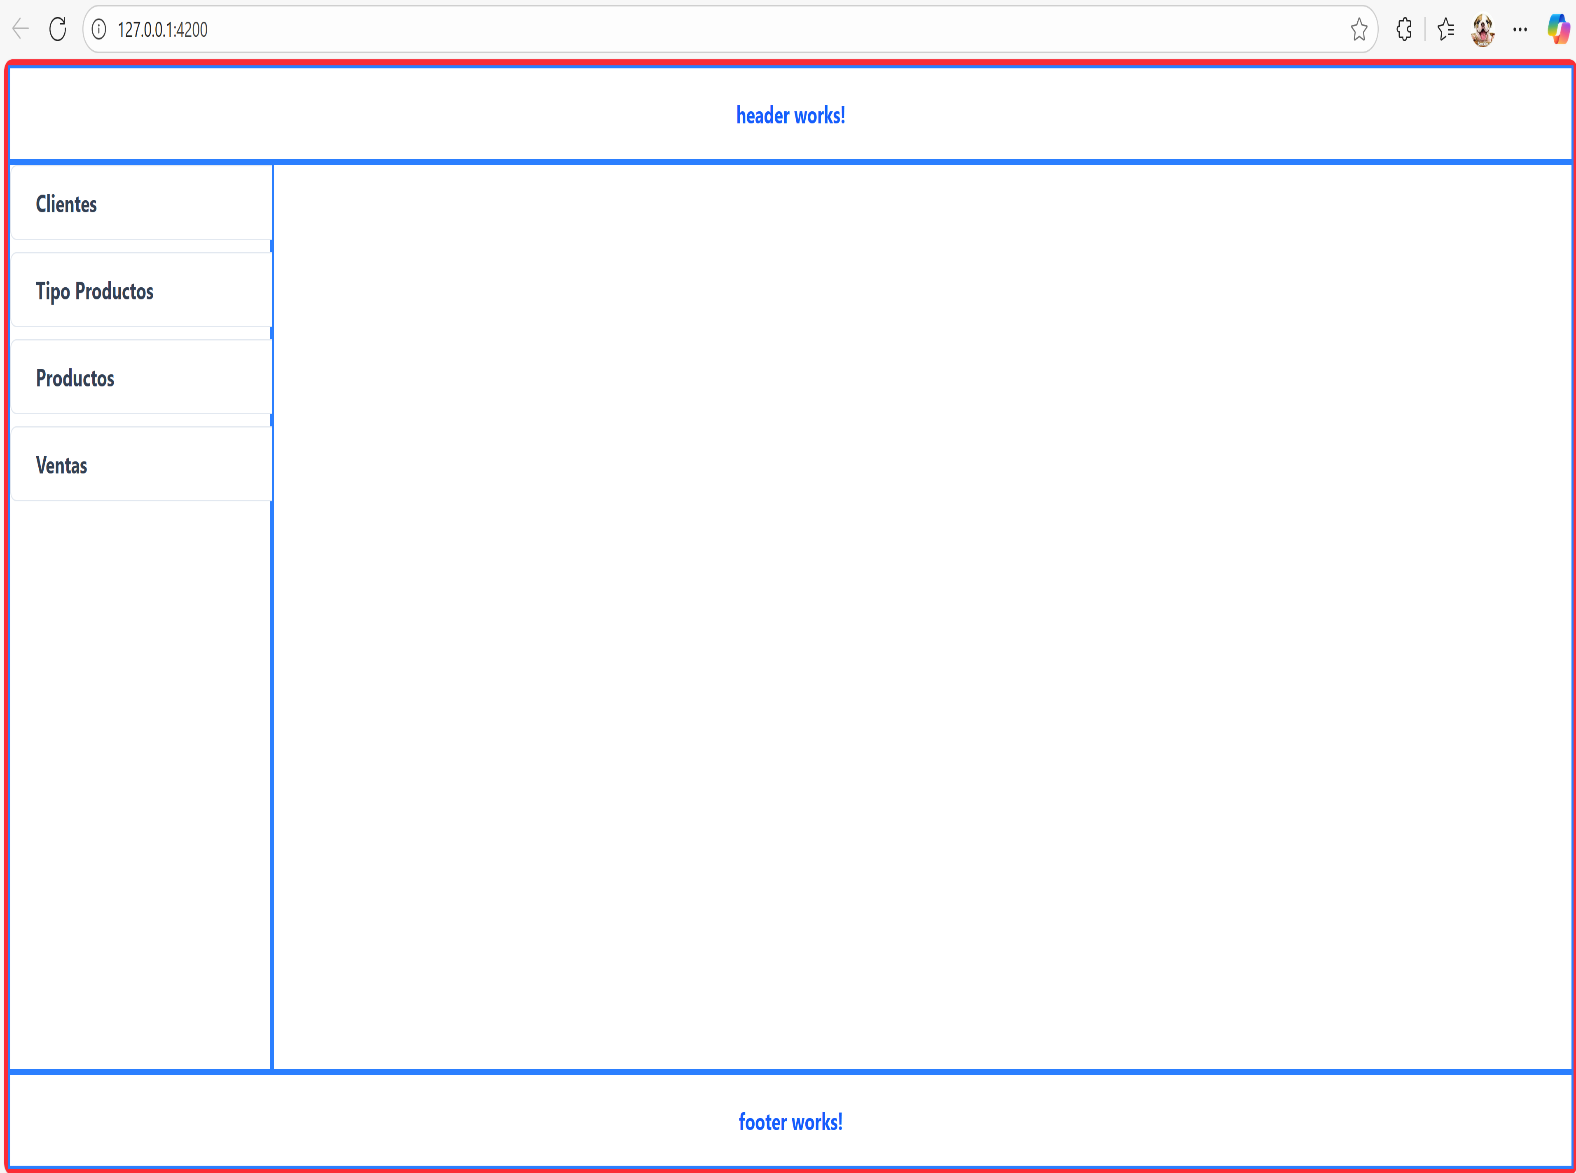 127.0.0.1:4200
header works!
Clientes
Tipo Productos
Productos
Ventas
footer works!